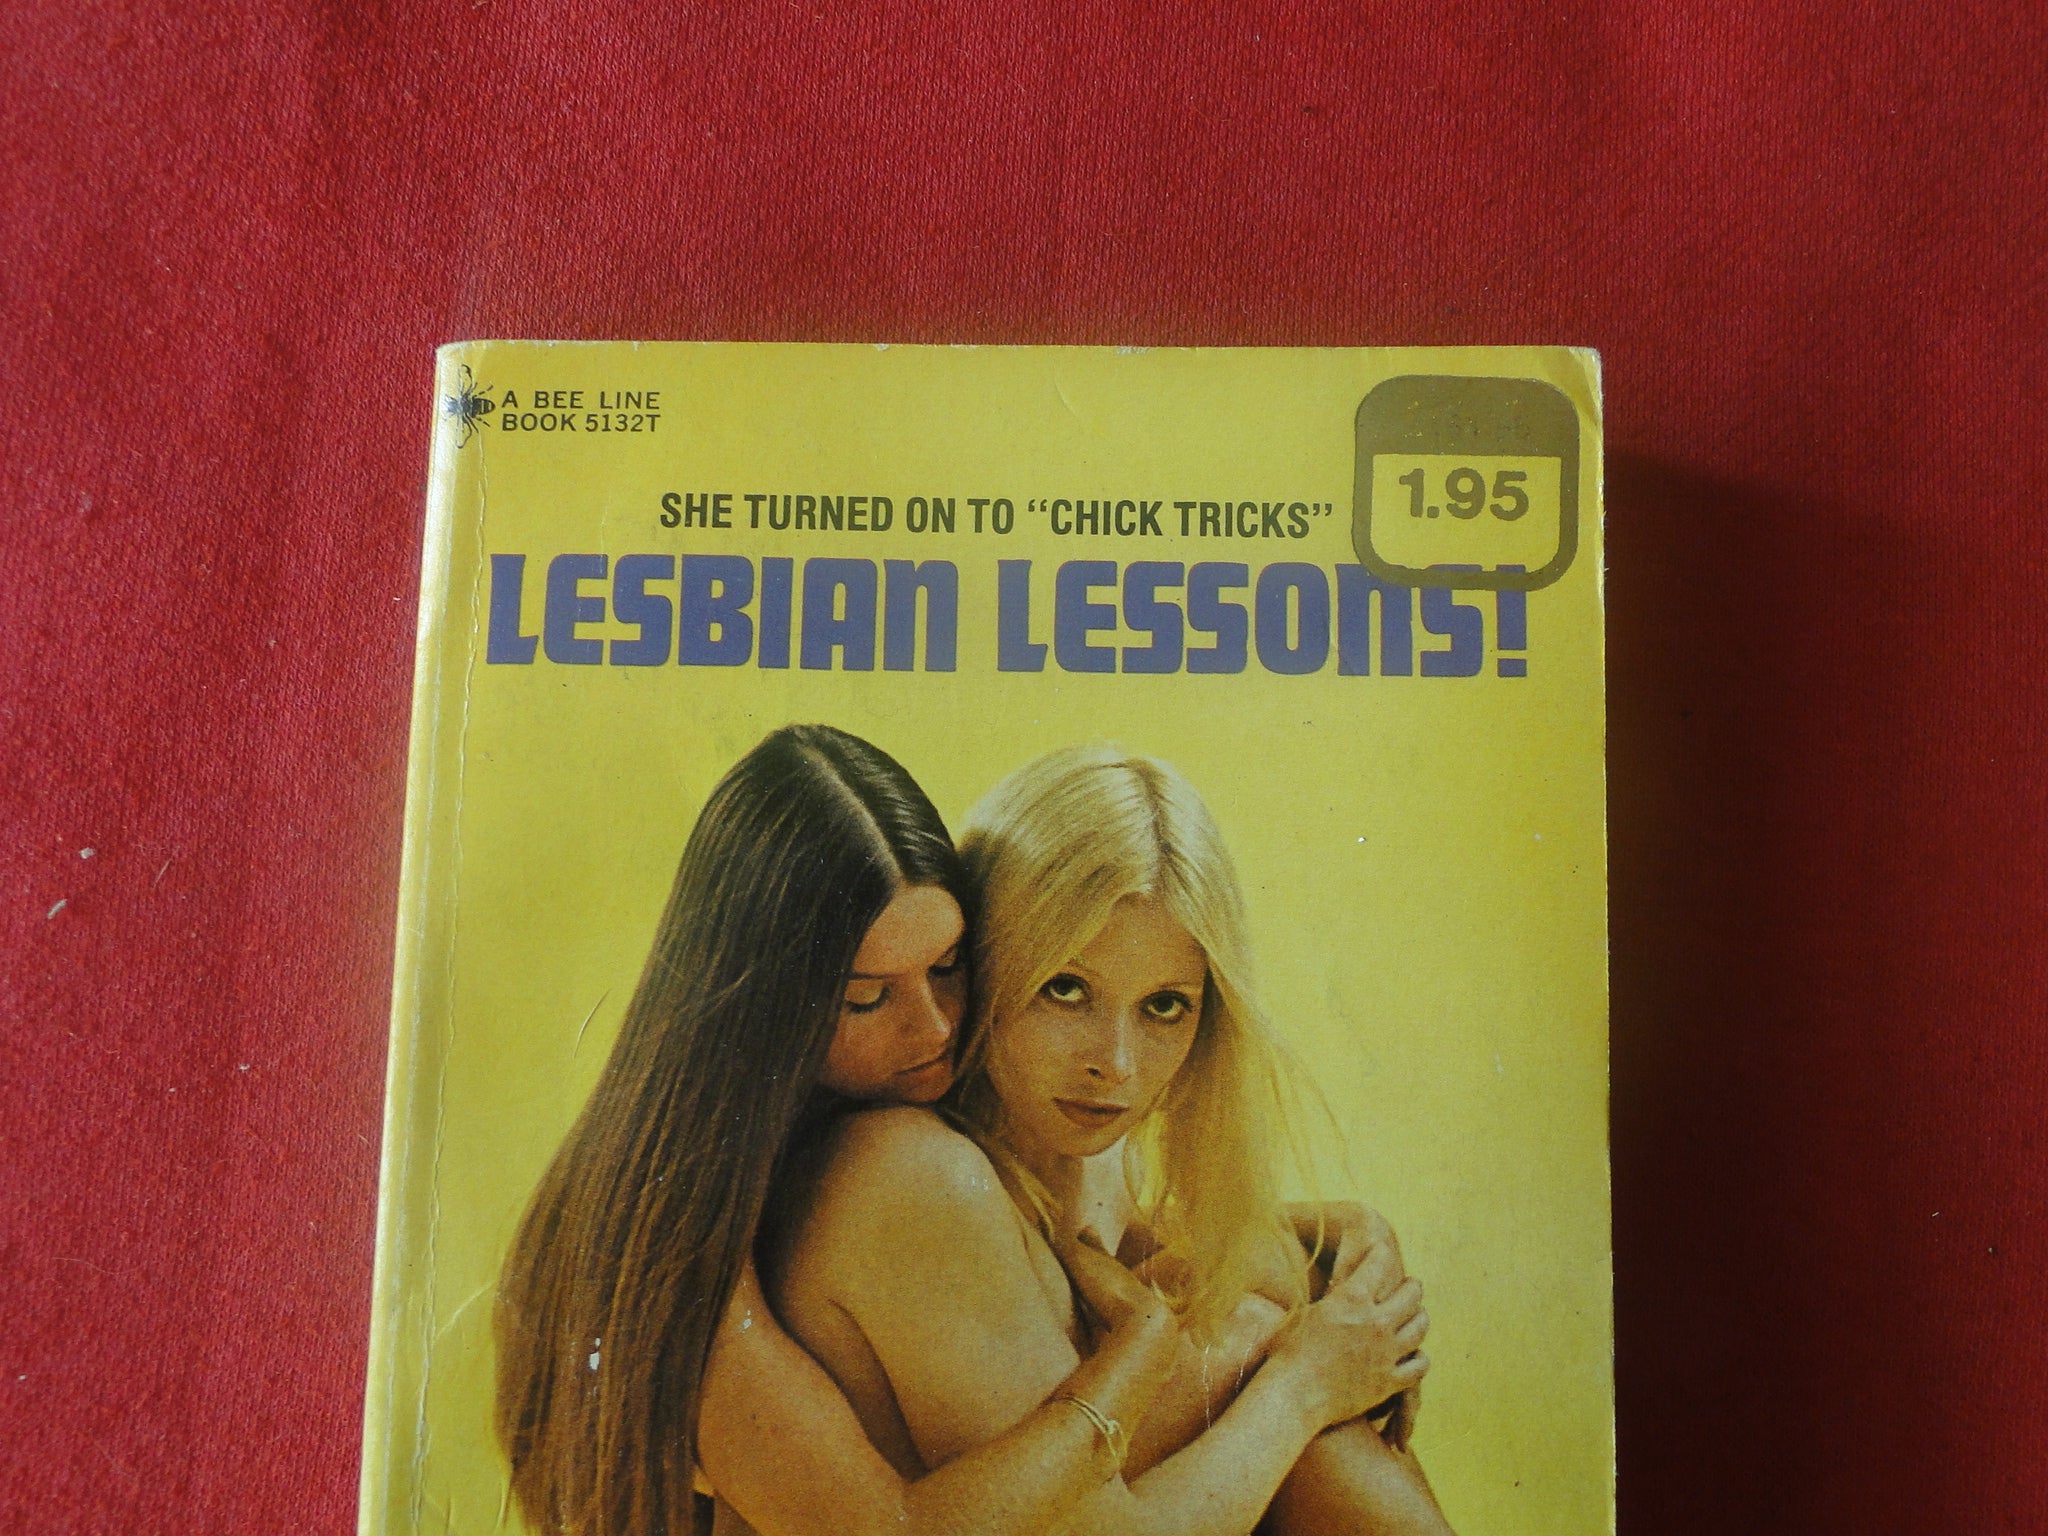 A BEE LINE
BOOK 5132T
1.95
SHE TURNED ON TO “CHICK TRICKS”
LESBIAN LESSONS!